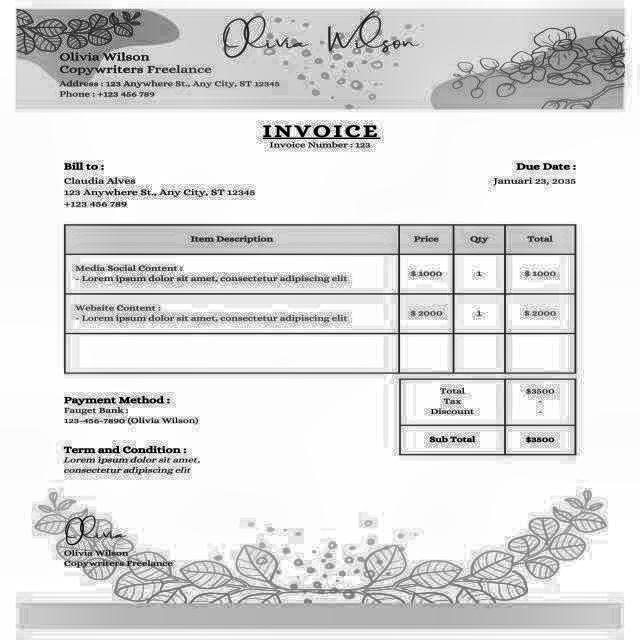 Olivia Wilson
Olivia Wilson
Copywriters Freelance
Address : 123 Anywhere St., Any City, ST 12345
Phone : +123 456 789
INVOICE
Invoice Number : 123
Bill to :
Due Date :
Claudia Alves
Januari 23, 2035
123 Anywhere St., Any City, ST 12345
+123 456 789
Item Description Price Qty Total
Media Social Content :
- Lorem ipsum dolor sit amet, consectetur adipiscing elit
$ 1000 1 $ 1000
Website Content :
- Lorem ipsum dolor sit amet, consectetur adipiscing elit
$ 2000 1 $ 2000
Total $3500
Tax -
Discount -
Sub Total $3500
Payment Method :
Fauget Bank :
123-456-7890 (Olivia Wilson)
Term and Condition :
Lorem ipsum dolor sit amet,
consectetur adipiscing elit
Olivia
Olivia Wilson
Copywriters Freelance